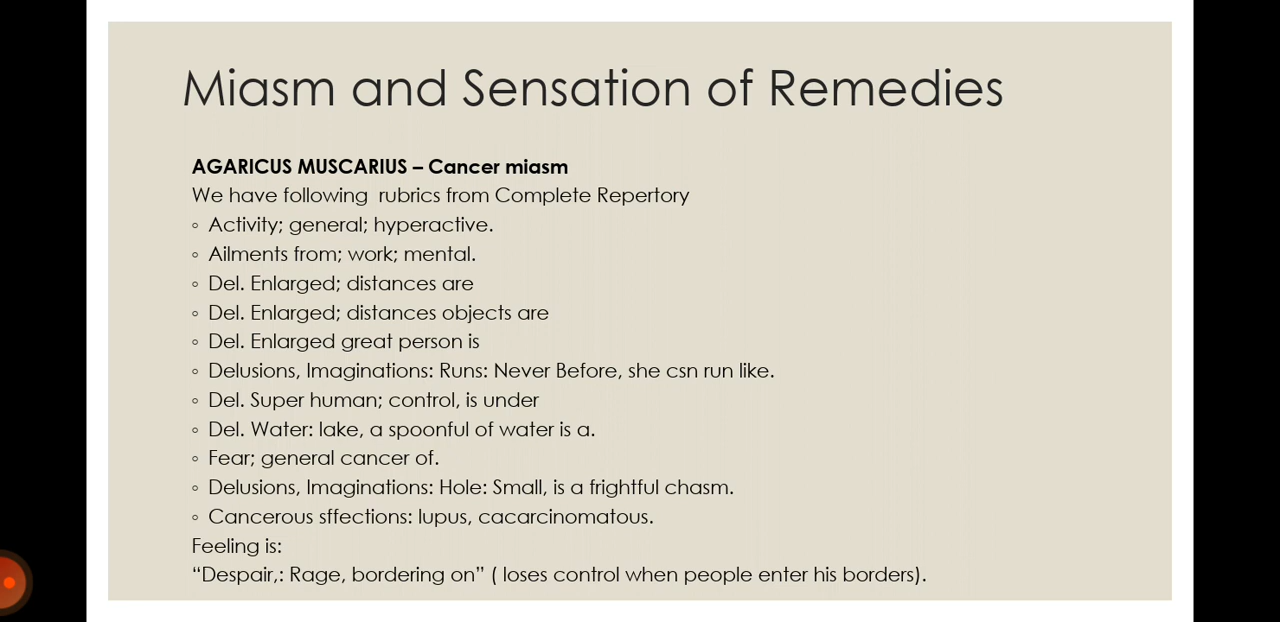 Miasm and Sensation of Remedies
AGARICUS MUSCARIUS – Cancer miasm
We have following  rubrics from Complete Repertory
◦ Activity; general; hyperactive.
◦ Ailments from; work; mental.
◦ Del. Enlarged; distances are
◦ Del. Enlarged; distances objects are
◦ Del. Enlarged great person is
◦ Delusions, Imaginations: Runs: Never Before, she csn run like.
◦ Del. Super human; control, is under
◦ Del. Water: lake, a spoonful of water is a.
◦ Fear; general cancer of.
◦ Delusions, Imaginations: Hole: Small, is a frightful chasm.
◦ Cancerous sffections: lupus, cacarcinomatous.
Feeling is:
“Despair,: Rage, bordering on” ( loses control when people enter his borders).